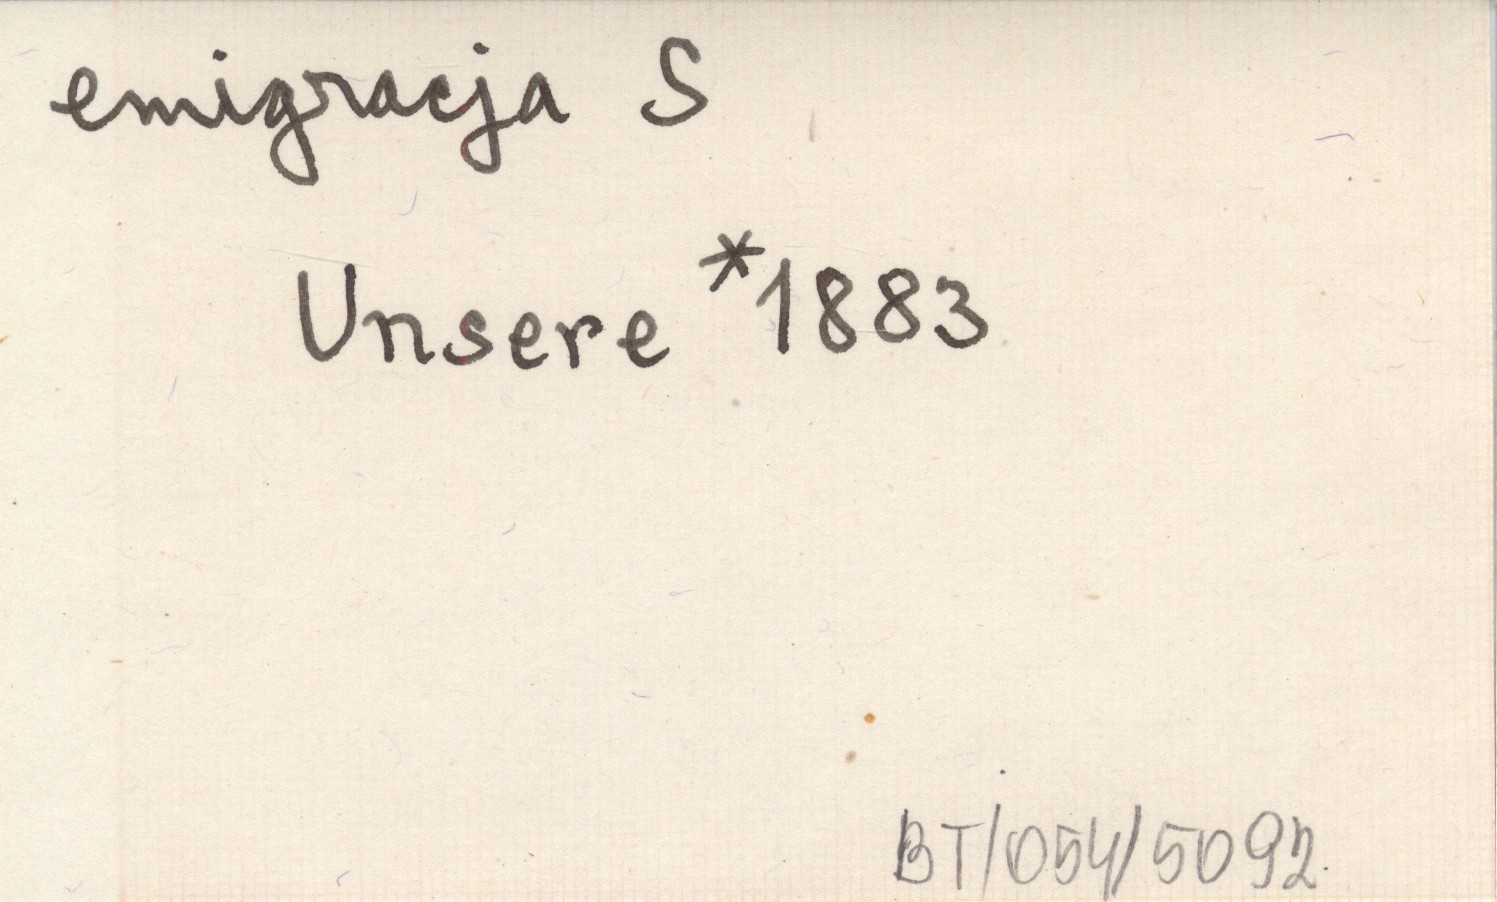 emigracja S
Unsere *1883
BT/054/5092.